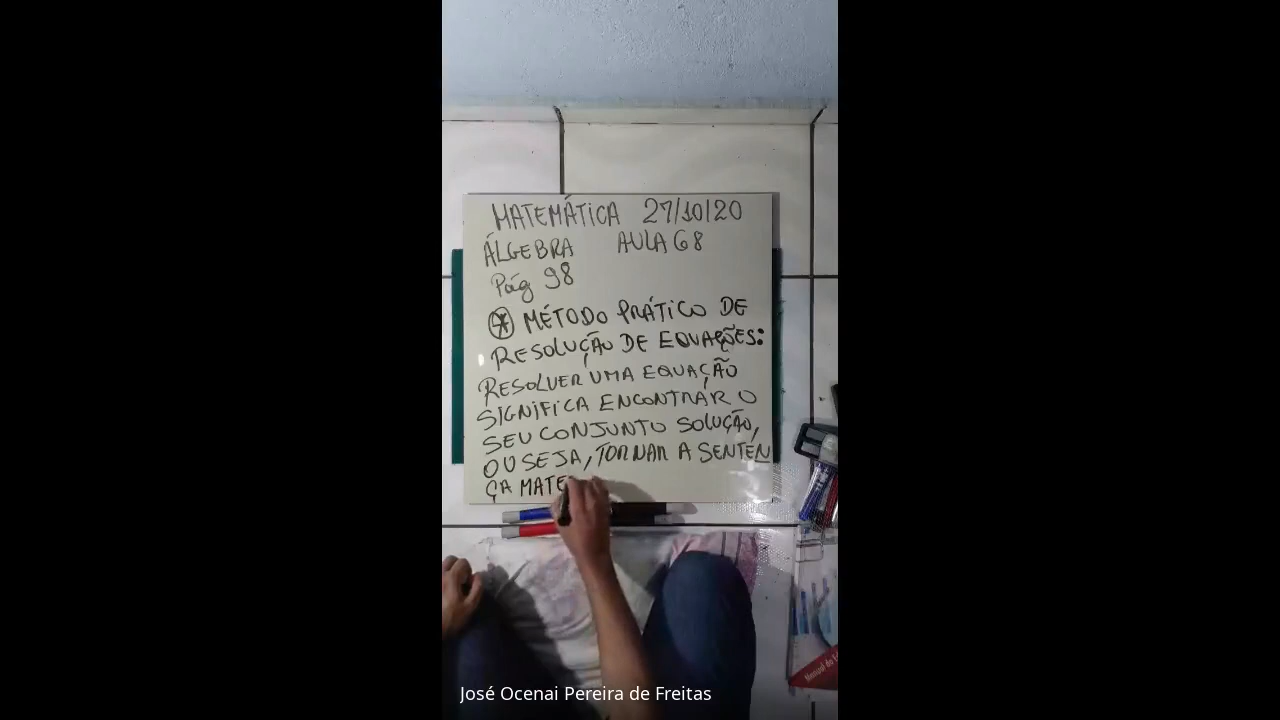 MATEMÁTICA 27/10/20
ÁLGEBRA AULA 68
Pág 98
* MÉTODO PRÁTICO DE
RESOLUÇÃO DE EQUAÇÕES:
RESOLVER UMA EQUAÇÃO
SIGNIFICA ENCONTRAR O
SEU CONJUNTO SOLUÇÃO,
OU SEJA, TORNAR A SENTEN
ÇA MATE
José Ocenai Pereira de Freitas